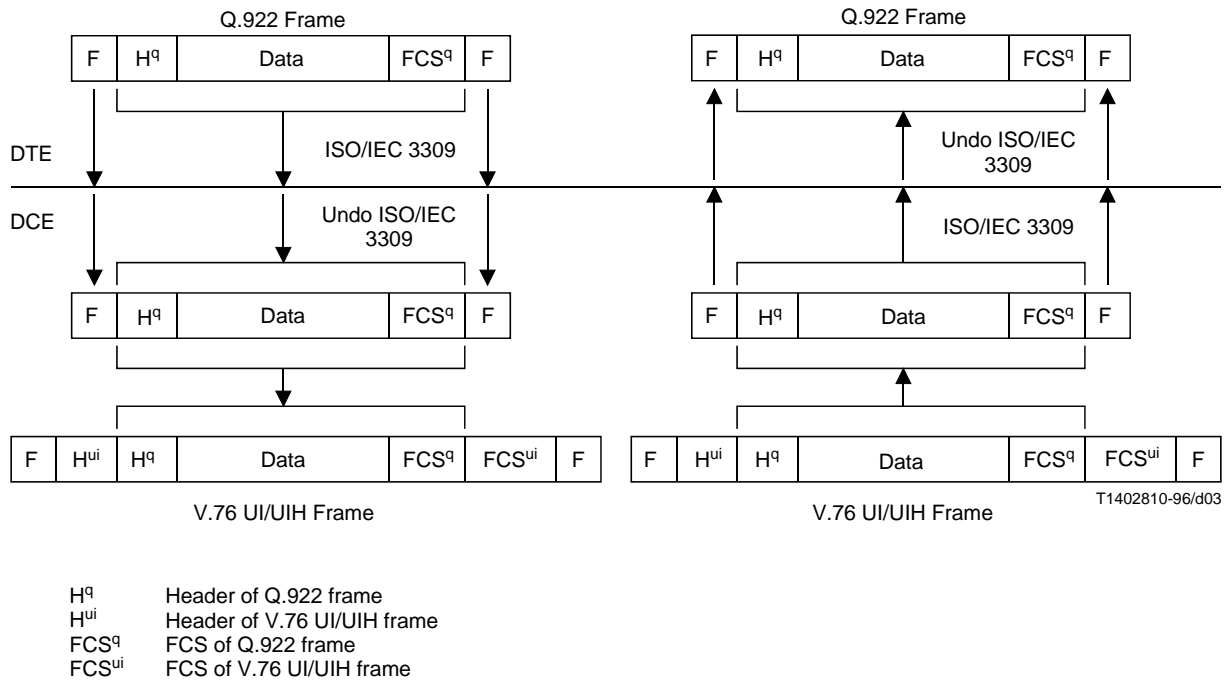 Q.922 Frame Q.922 Frame
F Hq Data FCSq F F Hq Data FCSq F
DTE ISO/IEC 3309 Undo ISO/IEC
3309
DCE Undo ISO/IEC
3309 ISO/IEC 3309
F Hq Data FCSq F F Hq Data FCSq F
F Hui Hq Data FCSq FCSui F F Hui Hq Data FCSq FCSui F
T1402810-96/d03
V.76 UI/UIH Frame V.76 UI/UIH Frame
Hq Header of Q.922 frame
Hui Header of V.76 UI/UIH frame
FCSq FCS of Q.922 frame
FCSui FCS of V.76 UI/UIH frame